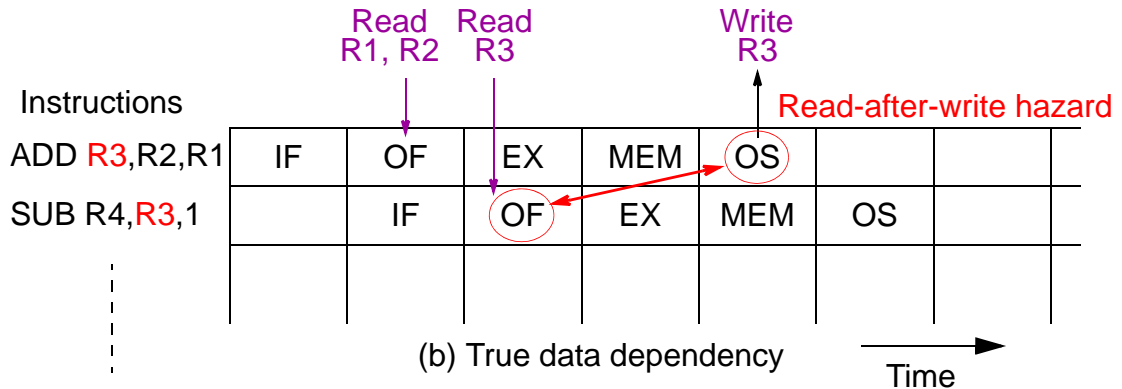 Read Read Write
R1, R2 R3 R3
Instructions Read-after-write hazard
ADD R3,R2,R1 IF OF EX MEM OS
SUB R4,R3,1 IF OF EX MEM OS
(b) True data dependency
Time